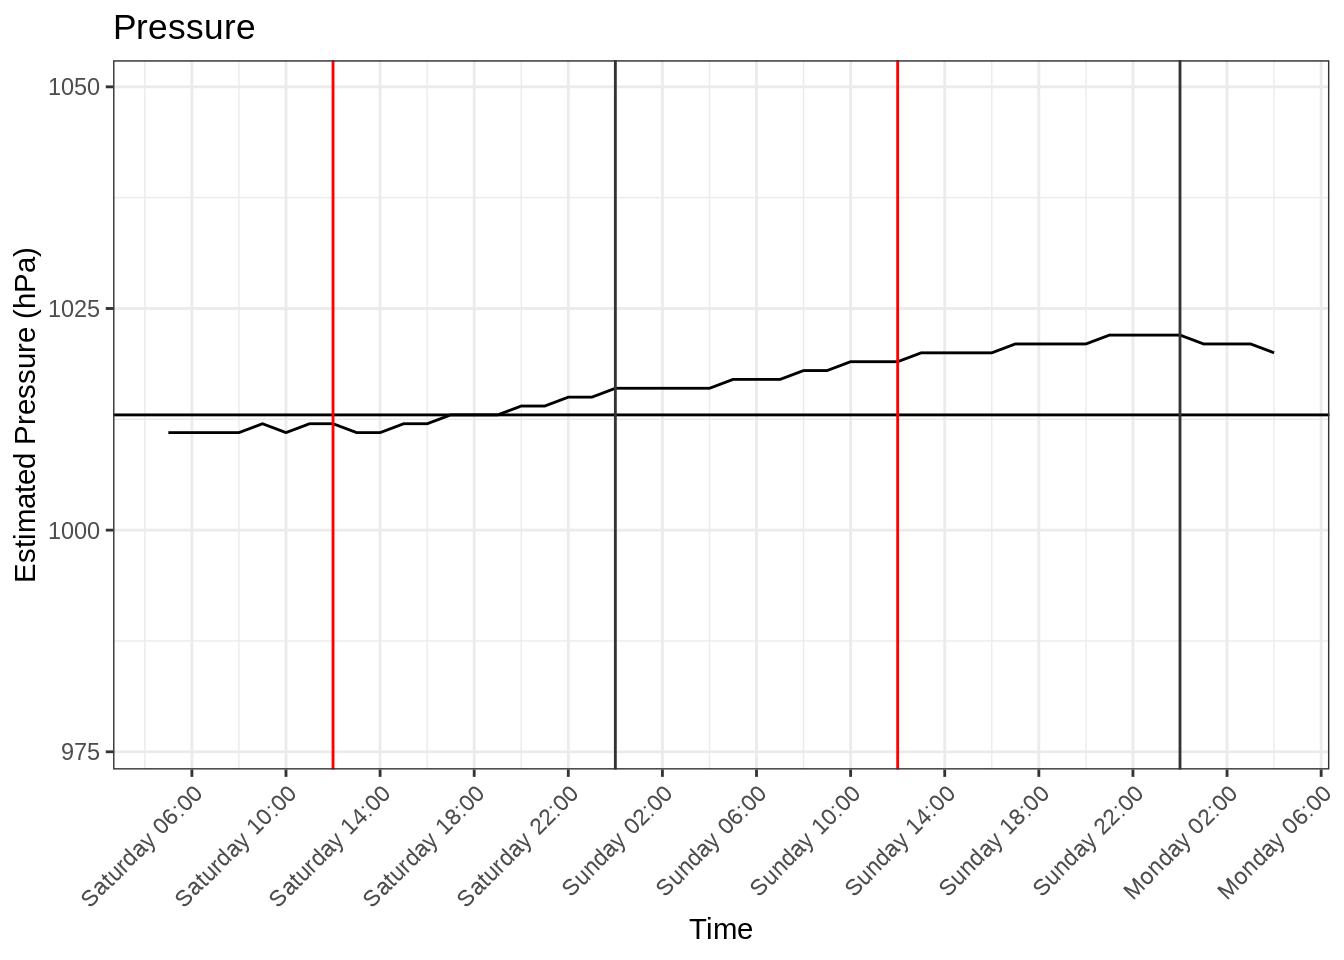 Pressure
Estimated Pressure (hPa)
1050
1025
1000
975
Saturday 06:00
Saturday 10:00
Saturday 14:00
Saturday 18:00
Saturday 22:00
Sunday 02:00
Sunday 06:00
Sunday 10:00
Sunday 14:00
Sunday 18:00
Sunday 22:00
Monday 02:00
Monday 06:00
Time